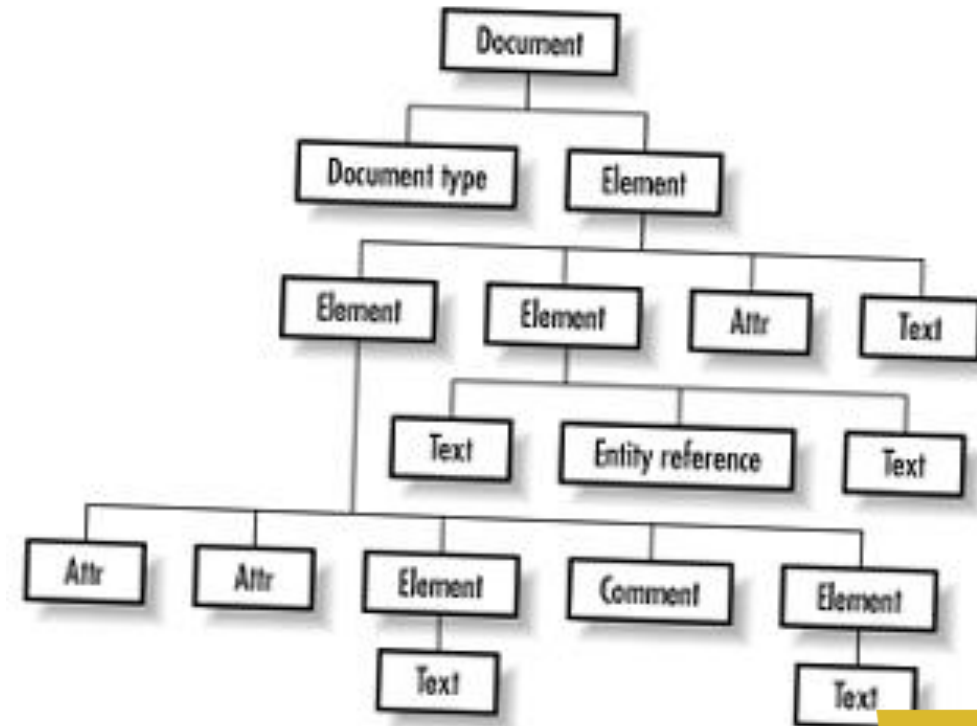 Document
Document type
Element
Element
Element
Attr
Text
Text
Entity reference
Text
Attr
Attr
Element
Comment
Element
Text
Text